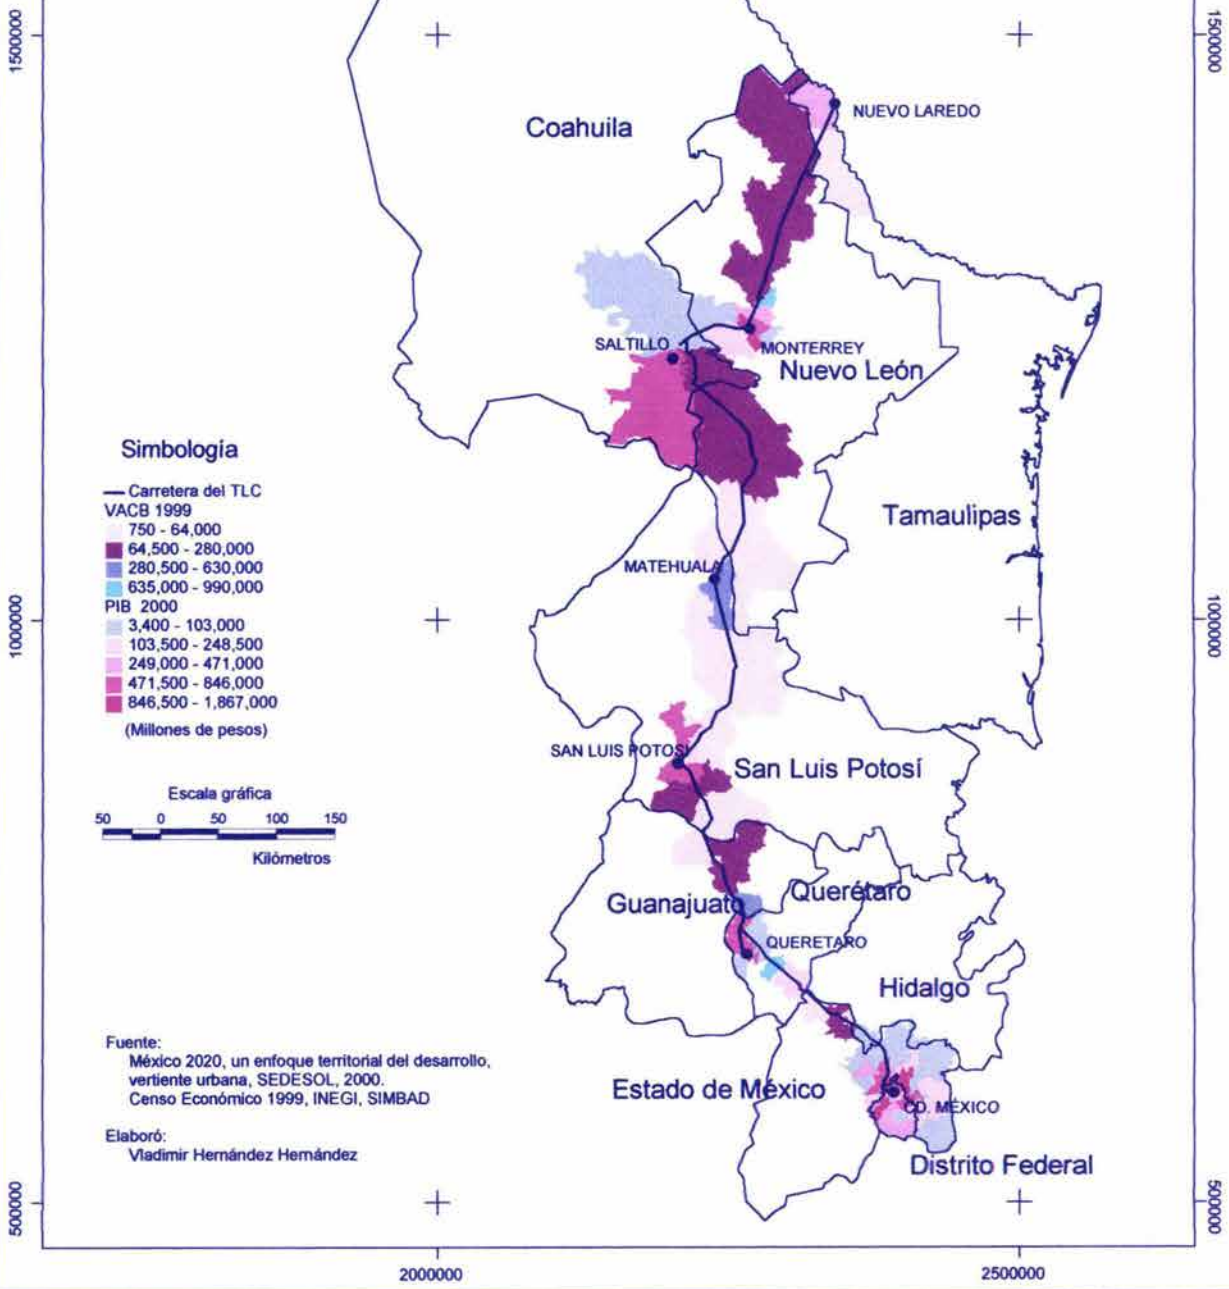 1500000
1500000
NUEVO LAREDO
Coahuila
SALTILLO
MONTERREY
Nuevo León
Simbología
Carretera del TLC
VACB 1999
750 - 64,000
64,500 - 280,000
280,500 - 630,000
635,000 - 990,000
PIB 2000
3,400 - 103,000
103,500 - 248,500
249,000 - 471,000
471,500 - 846,000
846,500 - 1,867,000
(Millones de pesos)
Tamaulipas
MATEHUALA
1000000
1000000
SAN LUIS POTOSÍ
San Luis Potosí
Escala gráfica
50 0 50 100 150
Kilómetros
Guanajuato
Querétaro
QUERETARO
Hidalgo
Fuente:
México 2020, un enfoque territorial del desarrollo,
vertiente urbana, SEDESOL, 2000.
Censo Económico 1999, INEGI, SIMBAD
Estado de México
CD. MÉXICO
Elaboró:
Vladimir Hernández Hernández
Distrito Federal
500000
500000
2000000
2500000